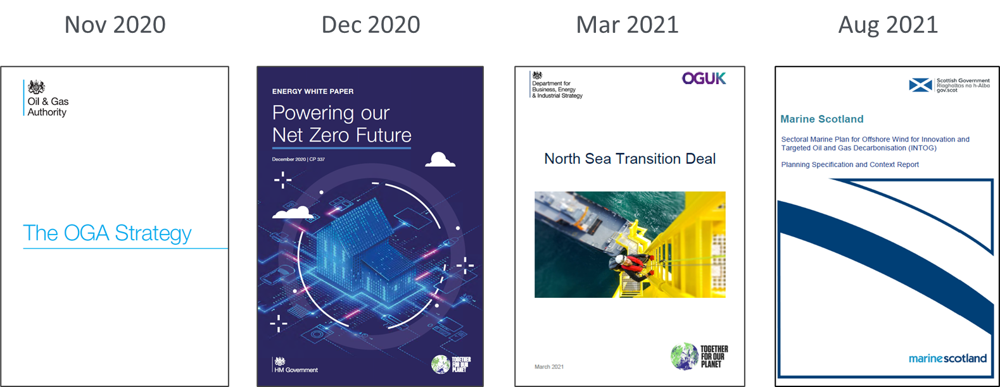 Nov 2020
Dec 2020
Mar 2021
Aug 2021
Oil & Gas
Authority
The OGA Strategy
ENERGY WHITE PAPER
Powering our
Net Zero Future
December 2020 | CP 337
HM Government
TOGETHER
FOR OUR
PLANET
Department for
Business, Energy
& Industrial Strategy
OGUK
North Sea Transition Deal
March 2021
TOGETHER
FOR OUR
PLANET
Scottish Government
Riaghaltas na h-Alba
gov.scot
Marine Scotland
Sectoral Marine Plan for Offshore Wind for Innovation and
Targeted Oil and Gas Decarbonisation (INTOG)
Planning Specification and Context Report
marinescotland